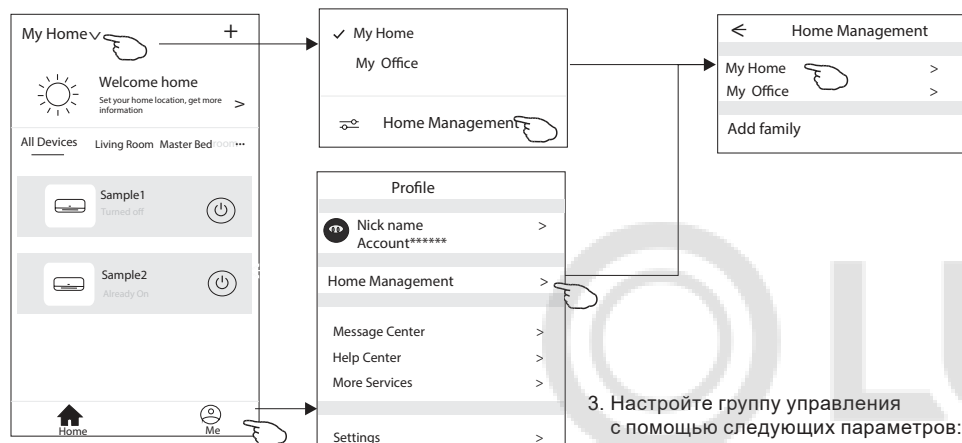 My Home
+
Welcome home
Set your home location, get more
information
>
All Devices Living Room Master Bedroom•••
Sample1
Turned off
Sample2
Already On
Home
Me
✓ My Home
My Office
Home Management
Profile
Nick name >
Account******
Home Management >
Message Center >
Help Center >
More Services >
Settings >
Home Management
My Home >
My Office >
Add family
3. Настройте группу управления
с помощью следующих параметров: